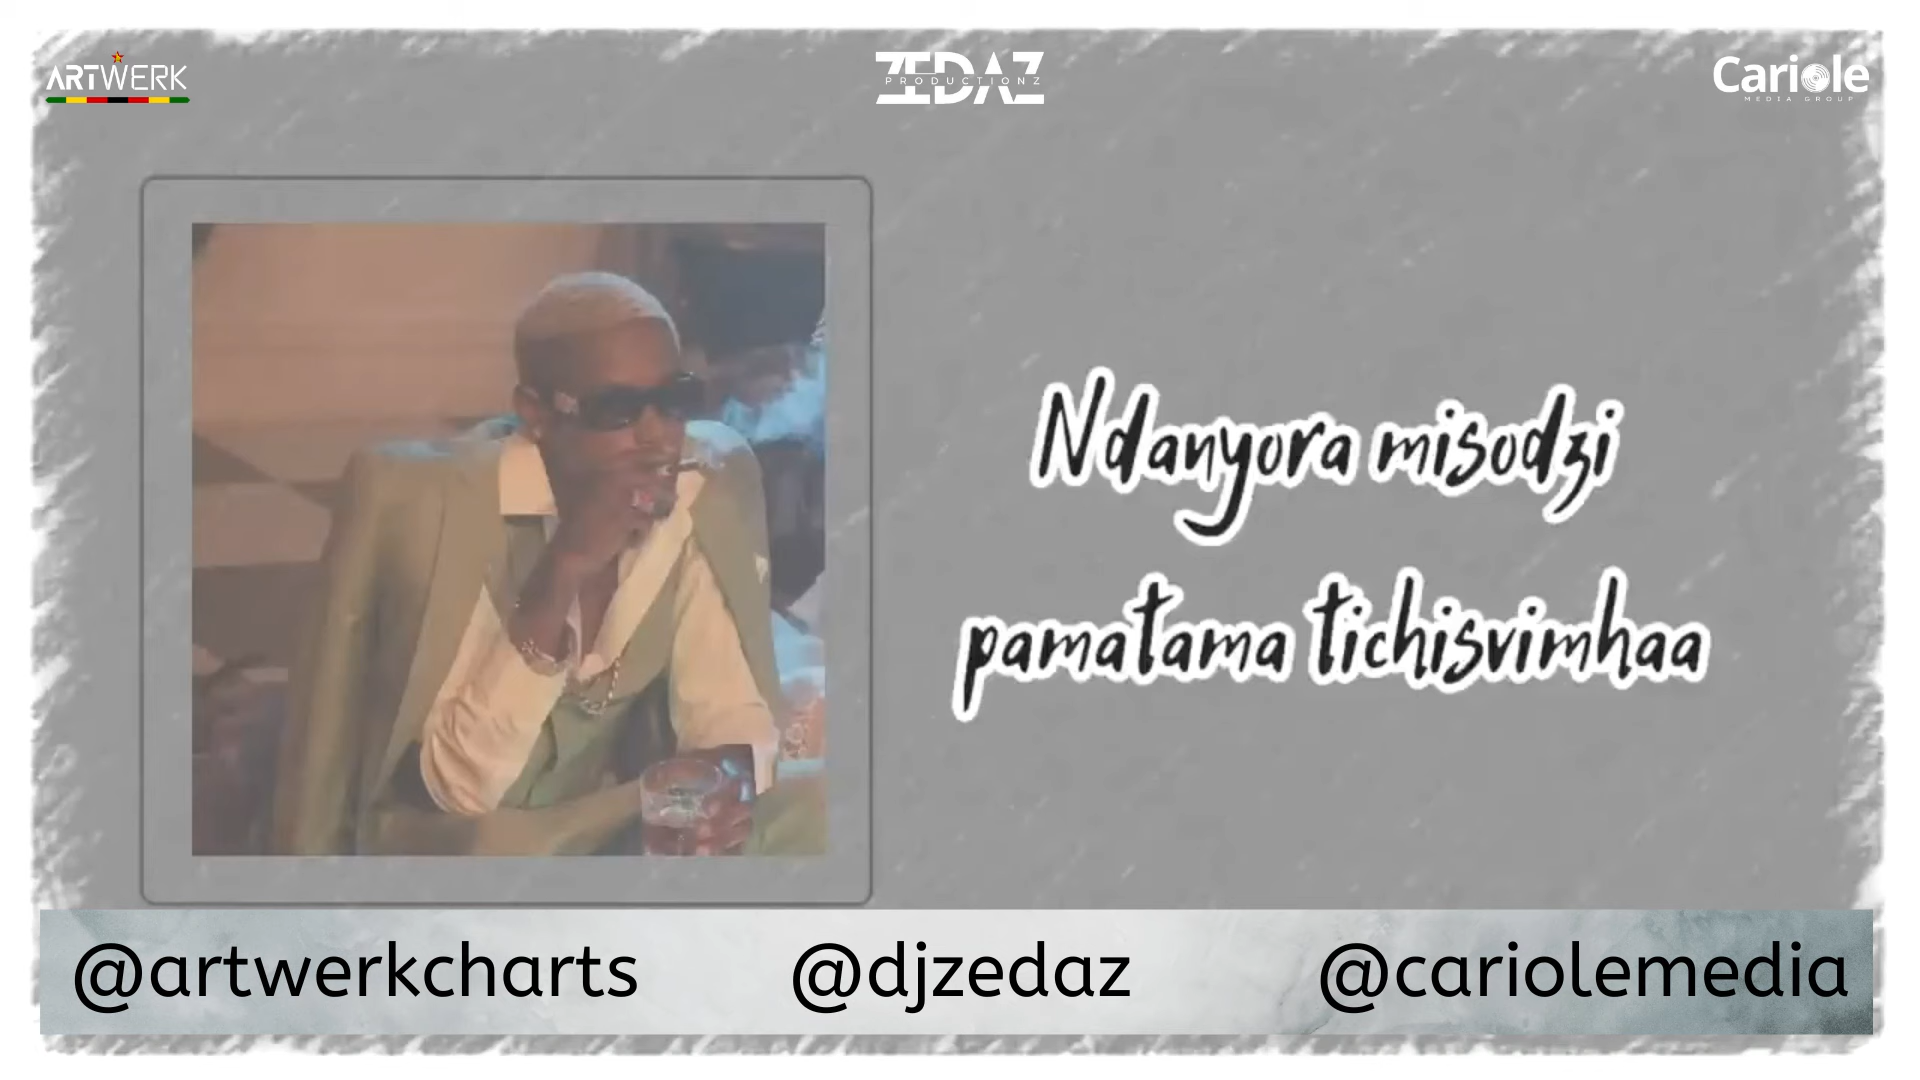 ARTWERK
ZEDAZ
PRODUCTIONZ
Cariole
MEDIA GROUP
Ndanyora misodzi
pamatama tichisvimhaa
@artwerkcharts @djzedaz @cariolemedia